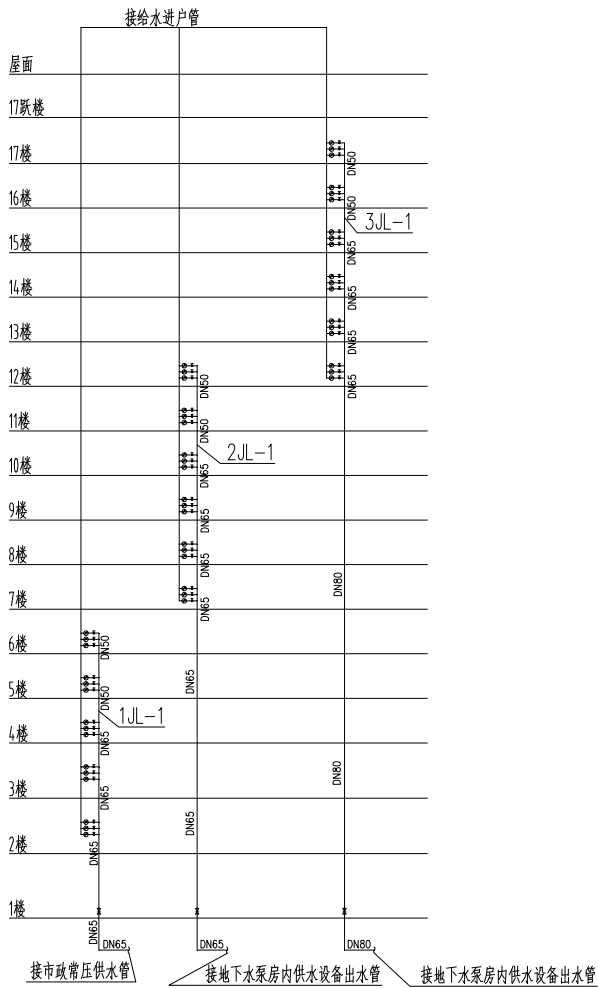 接给水进户管
屋面
17跃楼
17楼
DN50
16楼
DN50
3JL-1
15楼
DN65
14楼
DN65
13楼
DN65
12楼
DN50
DN65
11楼
DN50
2JL-1
10楼
DN65
9楼
DN65
8楼
DN65
DN80
7楼
DN65
6楼
DN50
5楼
DN50
DN65
1JL-1
4楼
DN65
DN80
3楼
DN65
DN65
2楼
DN65
1楼
DN65
DN65
DN65
DN80
接市政常压供水管
接地下水泵房内供水设备出水管
接地下水泵房内供水设备出水管